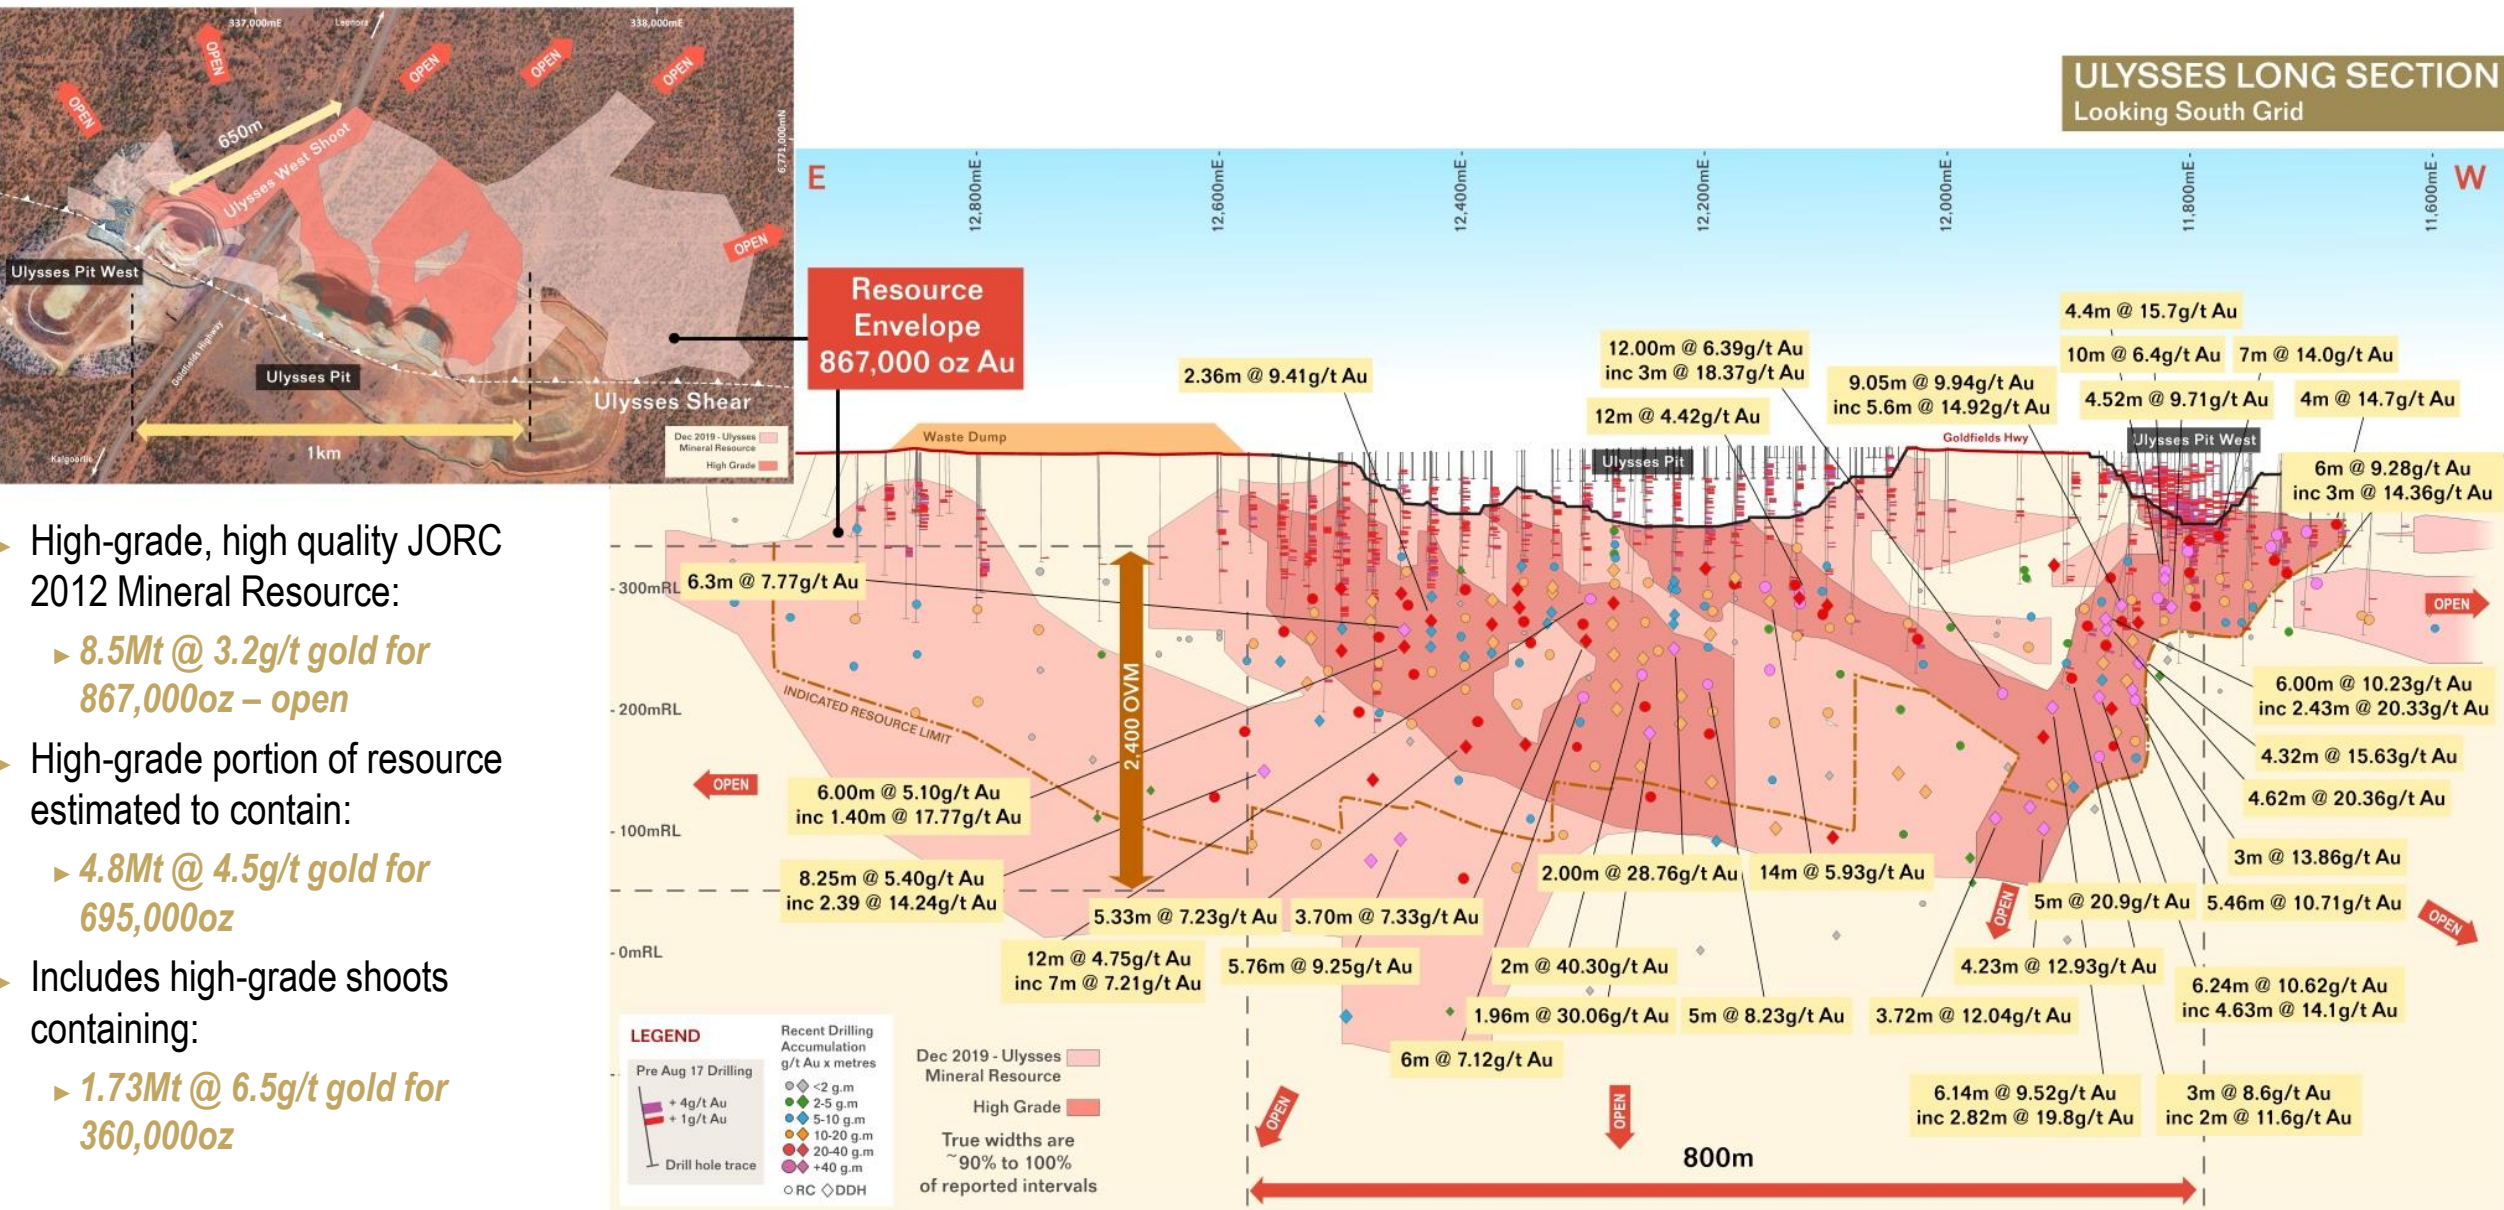 337,000mE
Leonora
338,000mE
OPEN
OPEN
OPEN
OPEN
OPEN
OPEN
650m
Ulysses West Shoot
6,771,000mN
Ulysses Pit West
Goldfields Highway
Ulysses Pit
Ulysses Shear
1km
Kalgoorlie
Dec 2019 - Ulysses
Mineral Resource
High Grade
High-grade, high quality JORC
2012 Mineral Resource:
► 8.5Mt @ 3.2g/t gold for
867,000oz – open
High-grade portion of resource
estimated to contain:
► 4.8Mt @ 4.5g/t gold for
695,000oz
Includes high-grade shoots
containing:
► 1.73Mt @ 6.5g/t gold for
360,000oz
ULYSSES LONG SECTION
Looking South Grid
E
12,800mE
12,600mE
12,400mE
12,200mE
12,000mE
11,800mE
11,600mE
W
Resource
Envelope
867,000 oz Au
2.36m @ 9.41g/t Au
12.00m @ 6.39g/t Au
inc 3m @ 18.37g/t Au
12m @ 4.42g/t Au
9.05m @ 9.94g/t Au
inc 5.6m @ 14.92g/t Au
4.4m @ 15.7g/t Au
10m @ 6.4g/t Au
7m @ 14.0g/t Au
4.52m @ 9.71g/t Au
4m @ 14.7g/t Au
Waste Dump
Ulysses Pit
Goldfields Hwy
Ulysses Pit West
6m @ 9.28g/t Au
inc 3m @ 14.36g/t Au
300mRL
6.3m @ 7.77g/t Au
OPEN
200mRL
INDICATED RESOURCE LIMIT
2,400 OVM
6.00m @ 10.23g/t Au
inc 2.43m @ 20.33g/t Au
4.32m @ 15.63g/t Au
OPEN
6.00m @ 5.10g/t Au
inc 1.40m @ 17.77g/t Au
4.62m @ 20.36g/t Au
100mRL
3m @ 13.86g/t Au
8.25m @ 5.40g/t Au
inc 2.39 @ 14.24g/t Au
2.00m @ 28.76g/t Au
14m @ 5.93g/t Au
5.33m @ 7.23g/t Au
3.70m @ 7.33g/t Au
OPEN
5m @ 20.9g/t Au
5.46m @ 10.71g/t Au
OPEN
0mRL
12m @ 4.75g/t Au
inc 7m @ 7.21g/t Au
5.76m @ 9.25g/t Au
2m @ 40.30g/t Au
4.23m @ 12.93g/t Au
6.24m @ 10.62g/t Au
inc 4.63m @ 14.1g/t Au
1.96m @ 30.06g/t Au
5m @ 8.23g/t Au
3.72m @ 12.04g/t Au
6m @ 7.12g/t Au
6.14m @ 9.52g/t Au
inc 2.82m @ 19.8g/t Au
3m @ 8.6g/t Au
inc 2m @ 11.6g/t Au
OPEN
OPEN
800m
LEGEND
Pre Aug 17 Drilling
+ 4g/t Au
+ 1g/t Au
Drill hole trace
Recent Drilling
Accumulation
g/t Au x metres
<2 g.m
2-5 g.m
5-10 g.m
10-20 g.m
20-40 g.m
+40 g.m
RC DDH
Dec 2019 - Ulysses
Mineral Resource
High Grade
True widths are
~90% to 100%
of reported intervals